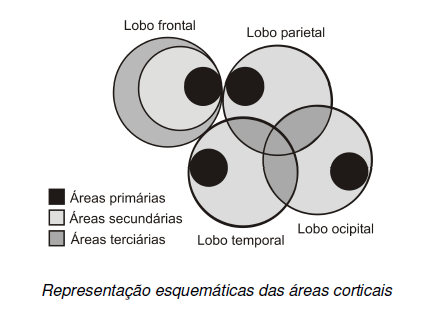 Lobo frontal
Lobo parietal
Áreas primárias
Áreas secundárias
Áreas terciárias
Lobo temporal
Lobo ocipital
Representação esquemáticas das áreas corticais